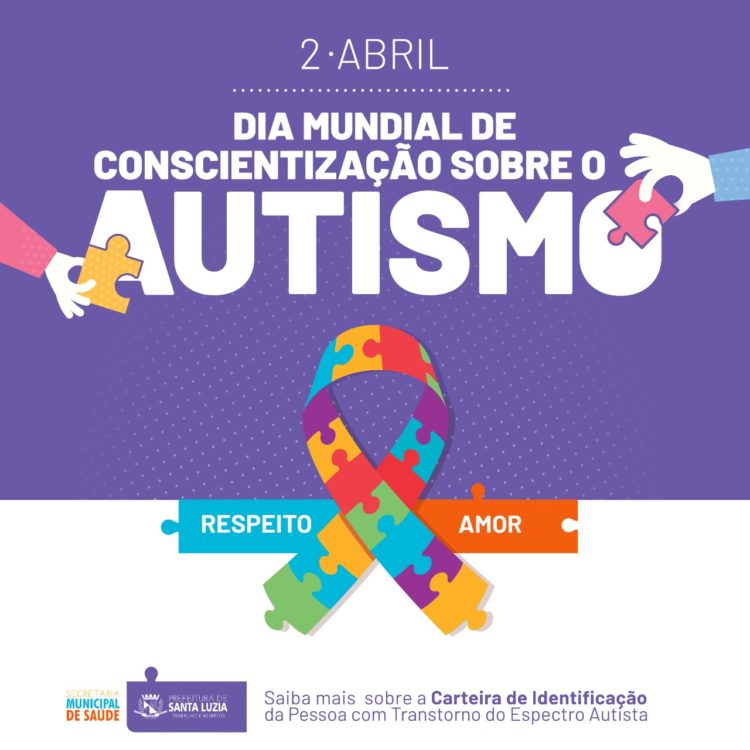 2·ABRIL
DIA MUNDIAL DE
CONSCIENTIZAÇÃO SOBRE O
AUTISMO
RESPEITO
AMOR
SECRETARIA
MUNICIPAL
DE SAÚDE
PREFEITURA DE
SANTA LUZIA
TRABALHO E RESPEITO
Saiba mais sobre a Carteira de Identificação
da Pessoa com Transtorno do Espectro Autista